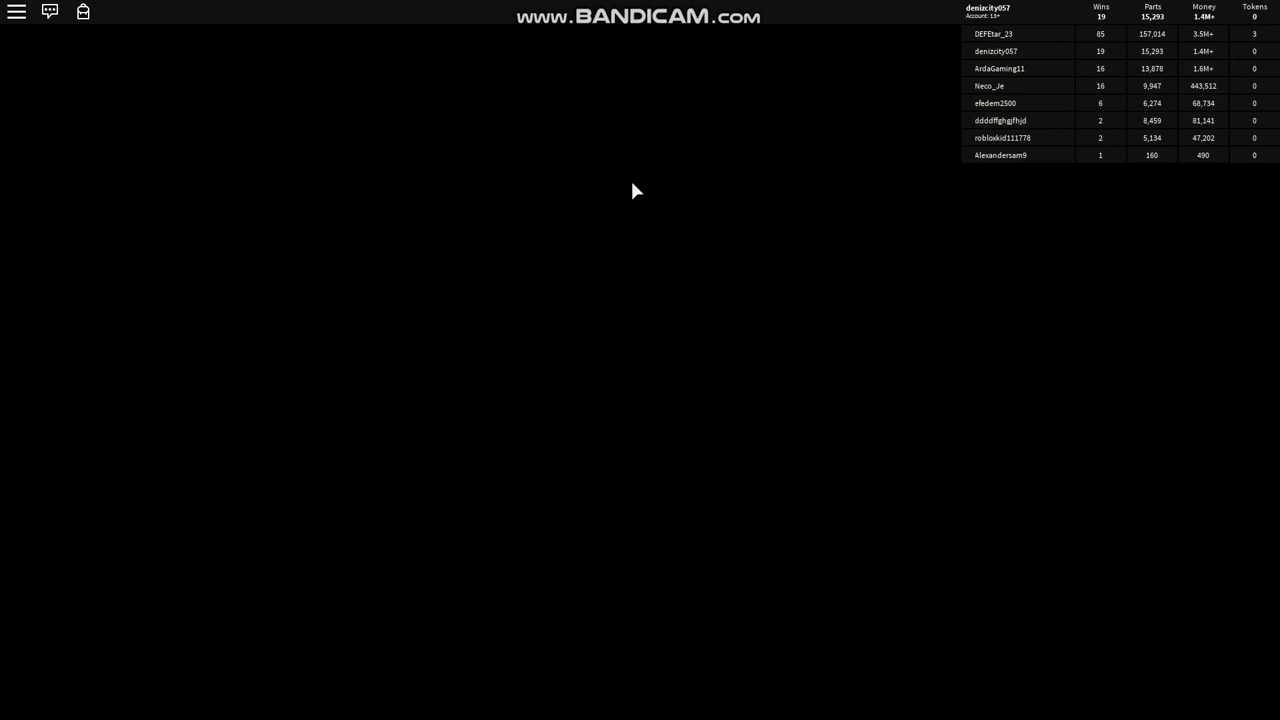 www.BANDICAM.com
denizcity057 Wins Parts Money Tokens
Account: 13+ 19 15,293 1.4M+ 0
DEFEtar_23 85 157,014 3.5M+ 3
denizcity057 19 15,293 1.4M+ 0
ArdaGaming11 16 13,878 1.6M+ 0
Neco_Je 16 9,947 443,512 0
efedem2500 6 6,274 68,734 0
ddddffghgjfhjd 2 8,459 81,141 0
robloxkid111778 2 5,134 47,202 0
Alexandersam9 1 160 490 0